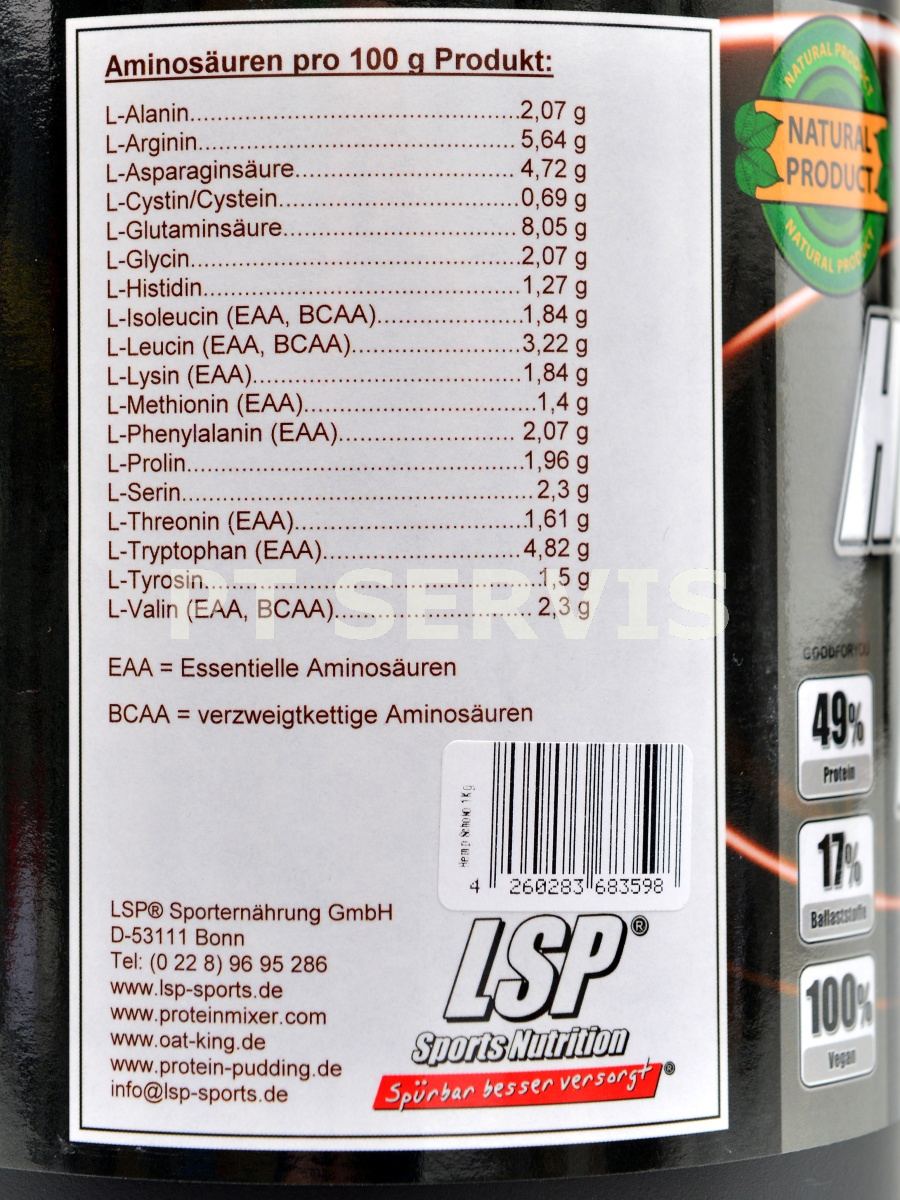 Aminosäuren pro 100 g Produkt:
L-Alanin....................................................2,07 g
L-Arginin.................................................. 5,64 g
L-Asparaginsäure................................... 4,72 g
L-Cystin/Cystein......................................0,69 g
L-Glutaminsäure..................................... 8,05 g
L-Glycin....................................................2,07 g
L-Histidin..................................................1,27 g
L-Isoleucin (EAA, BCAA).......................1,84 g
L-Leucin (EAA, BCAA)...........................3,22 g
L-Lysin (EAA)...........................................1,84 g
L-Methionin (EAA).....................................1,4 g
L-Phenylalanin (EAA)............................ 2,07 g
L-Prolin.....................................................1,96 g
L-Serin........................................................2,3 g
L-Threonin (EAA)....................................1,61 g
L-Tryptophan (EAA)................................4,82 g
L-Tyrosin.....................................................1,5 g
L-Valin (EAA, BCAA)................................2,3 g
PT SERVIS
EAA = Essentielle Aminosäuren
BCAA = verzweigtkettige Aminosäuren
4 260283 683598
LSP® Sporternährung GmbH
D-53111 Bonn
Tel: (0 22 8) 96 95 286
www.lsp-sports.de
www.proteinmixer.com
www.oat-king.de
www.protein-pudding.de
info@lsp-sports.de
LSP®
Sports Nutrition
Spürbar besser versorgt®
NATURAL PRODUCT
NATURAL
PRODUCT
NATURAL PRODUCT
H
GOODFORYOU
49%
Protein
17%
Ballaststoffe
100%
Vegan